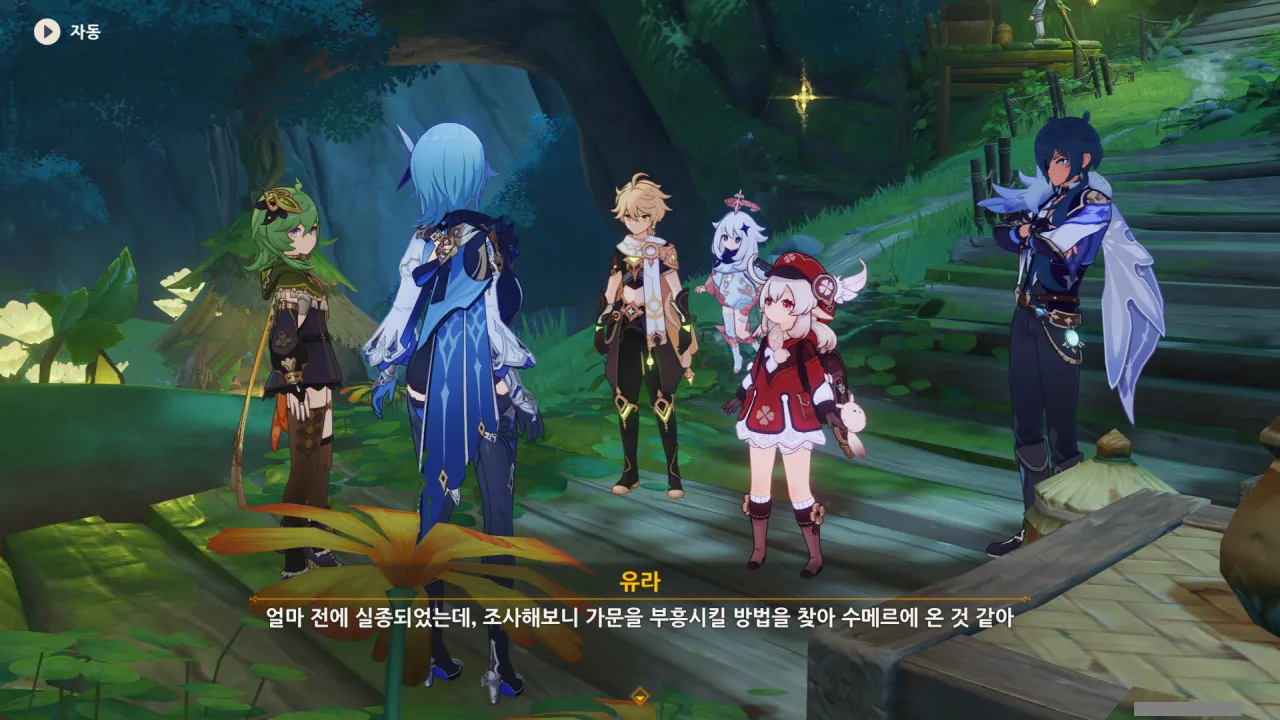 자동
유라
얼마 전에 실종되었는데, 조사해보니 가문을 부흥시킬 방법을 찾아 수메르에 온 것 같아